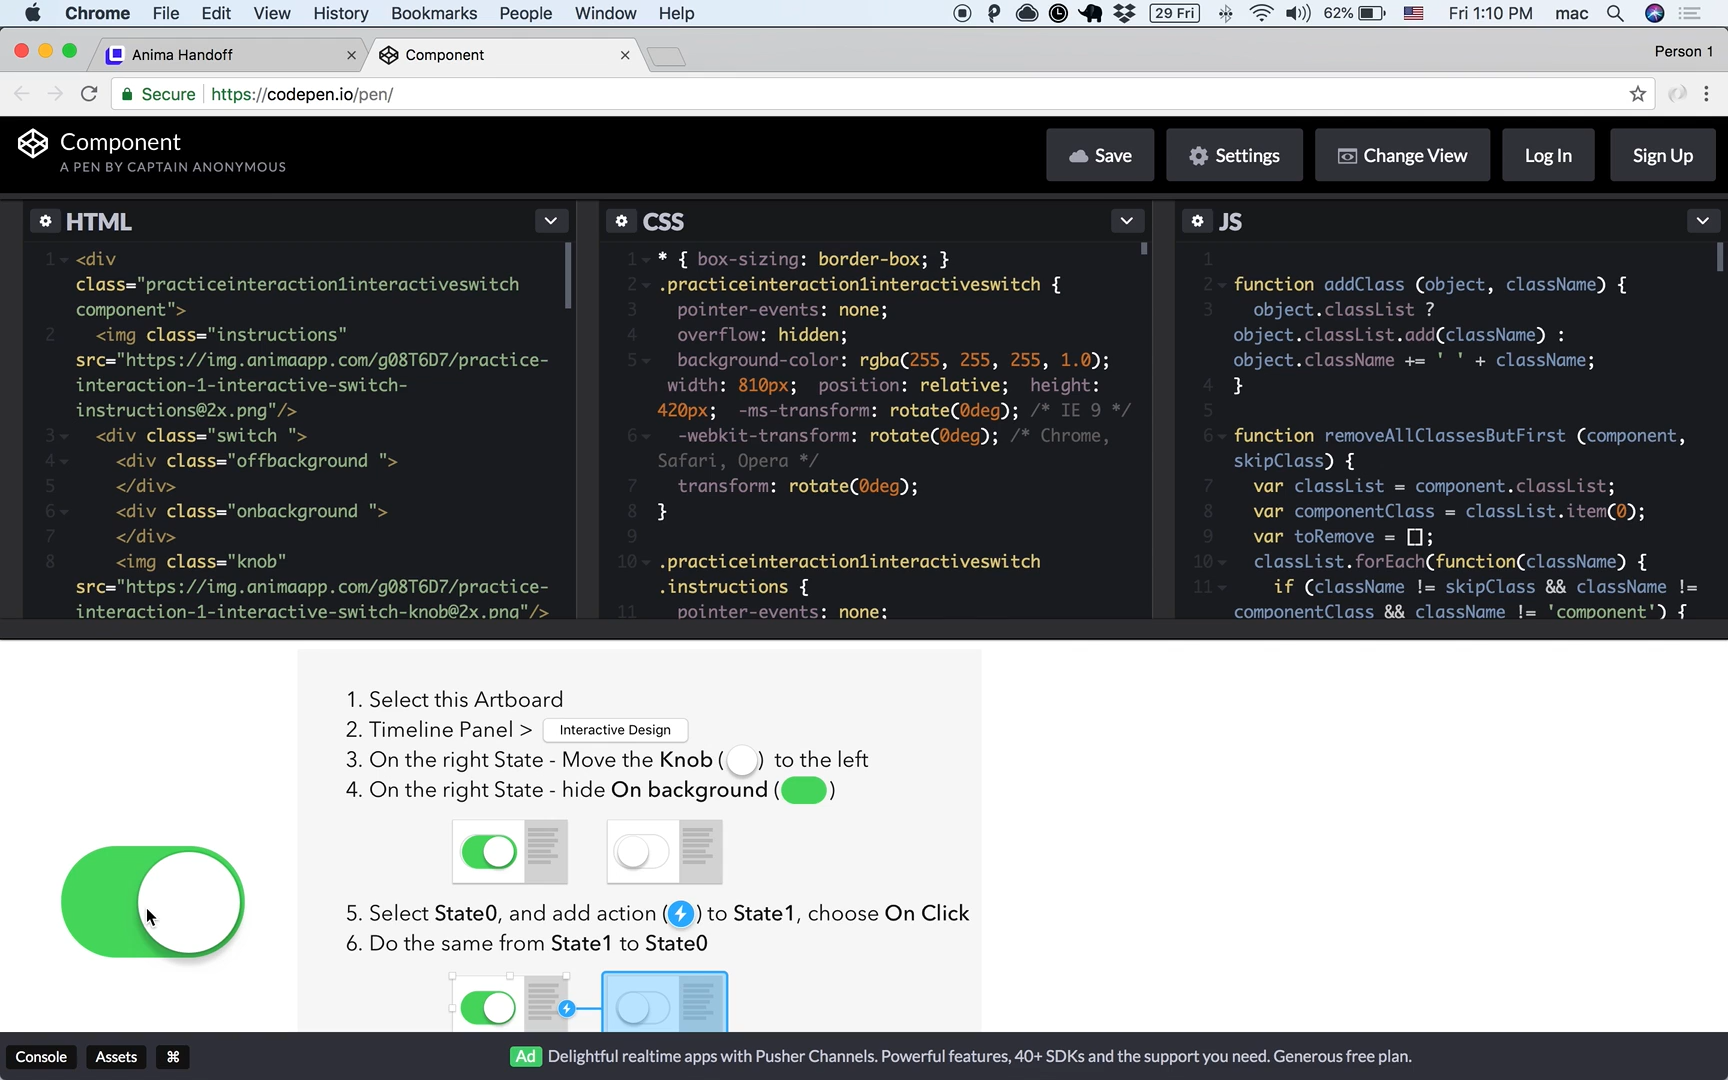 Chrome File Edit View History Bookmarks People Window Help 29 Fri 62% Fri 1:10 PM mac
Anima Handoff
Component
Person 1
Secure https://codepen.io/pen/
Component
A PEN BY CAPTAIN ANONYMOUS
Save Settings Change View Log In Sign Up
HTML
1 <div
class="practiceinteraction1interactiveswitch
component">
2 <img class="instructions"
src="https://img.animaapp.com/g08T6D7/practice-
interaction-1-interactive-switch-
instructions@2x.png"/>
3 <div class="switch ">
4 <div class="offbackground ">
5 </div>
6 <div class="onbackground ">
7 </div>
8 <img class="knob"
src="https://img.animaapp.com/g08T6D7/practice-
interaction-1-interactive-switch-knob@2x.png"/>
CSS
1 * { box-sizing: border-box; }
2 .practiceinteraction1interactiveswitch {
3 pointer-events: none;
4 overflow: hidden;
5 background-color: rgba(255, 255, 255, 1.0);
width: 810px; position: relative; height:
420px; -ms-transform: rotate(0deg); /* IE 9 */
6 -webkit-transform: rotate(0deg); /* Chrome,
Safari, Opera */
7 transform: rotate(0deg);
8 }
9
10 .practiceinteraction1interactiveswitch
.instructions {
11 pointer-events: none;
JS
1
2 function addClass (object, className) {
3 object.classList ?
object.classList.add(className) :
object.className += ' ' + className;
4 }
5
6 function removeAllClassesButFirst (component,
skipClass) {
7 var classList = component.classList;
8 var componentClass = classList.item(0);
9 var toRemove = [];
10 classList.forEach(function(className) {
11 if (className != skipClass && className !=
componentClass && className != 'component') {
1. Select this Artboard
2. Timeline Panel > Interactive Design
3. On the right State - Move the Knob ( ) to the left
4. On the right State - hide On background ( )
5. Select State0, and add action ( ) to State1, choose On Click
6. Do the same from State1 to State0
Console Assets ⌘
Ad Delightful realtime apps with Pusher Channels. Powerful features, 40+ SDKs and the support you need. Generous free plan.